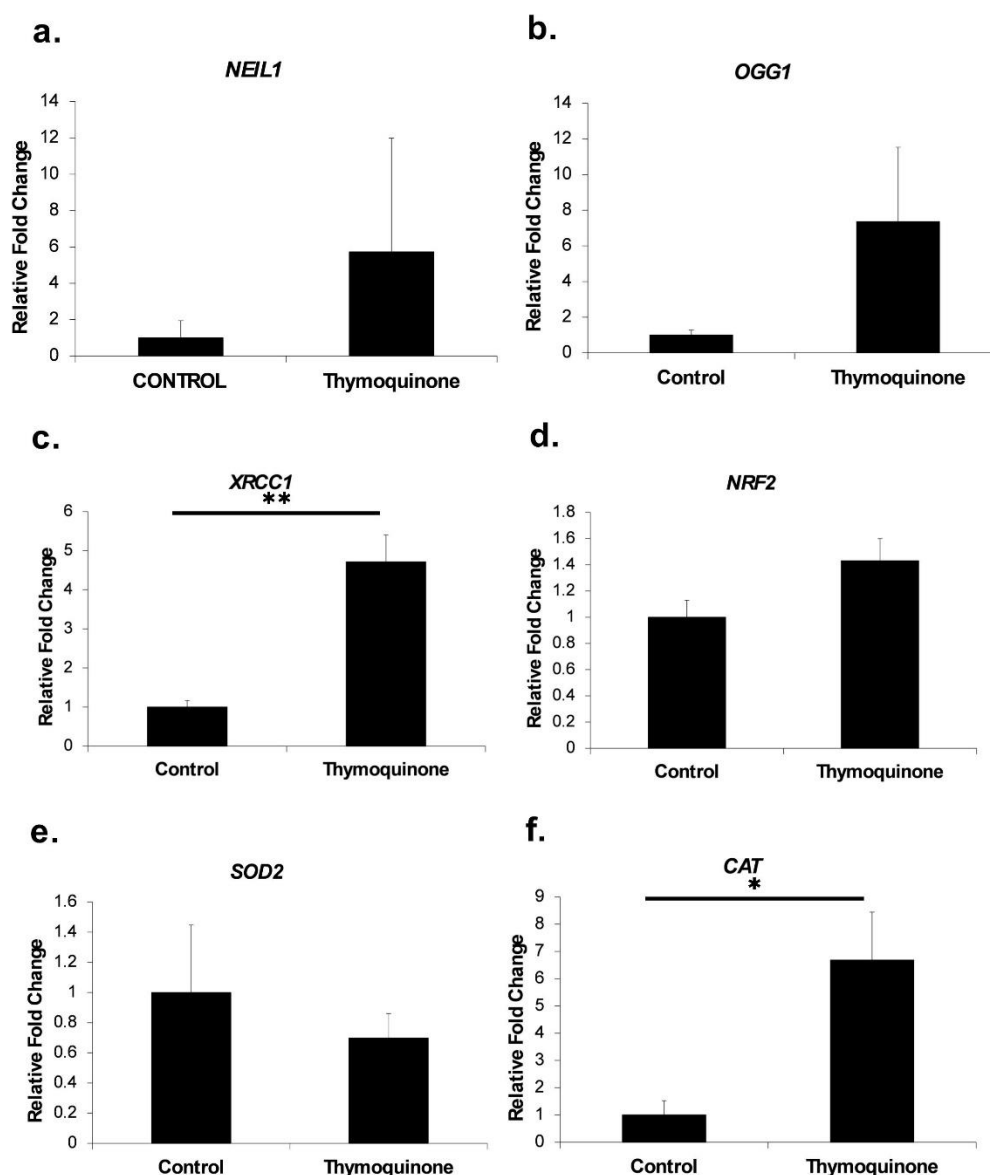 a.
NEIL1
Relative Fold Change
14
12
10
8
6
4
2
0
CONTROL
Thymoquinone
b.
OGG1
Relative Fold Change
14
12
10
8
6
4
2
0
Control
Thymoquinone
c.
XRCC1
**
Relative Fold Change
6
5
4
3
2
1
0
Control
Thymoquinone
d.
NRF2
Relative Fold Change
1.8
1.6
1.4
1.2
1
0.8
0.6
0.4
0.2
0
Control
Thymoquinone
e.
SOD2
Relative Fold Change
1.6
1.4
1.2
1
0.8
0.6
0.4
0.2
0
Control
Thymoquinone
f.
CAT
*
Relative Fold Change
9
8
7
6
5
4
3
2
1
0
Control
Thymoquinone